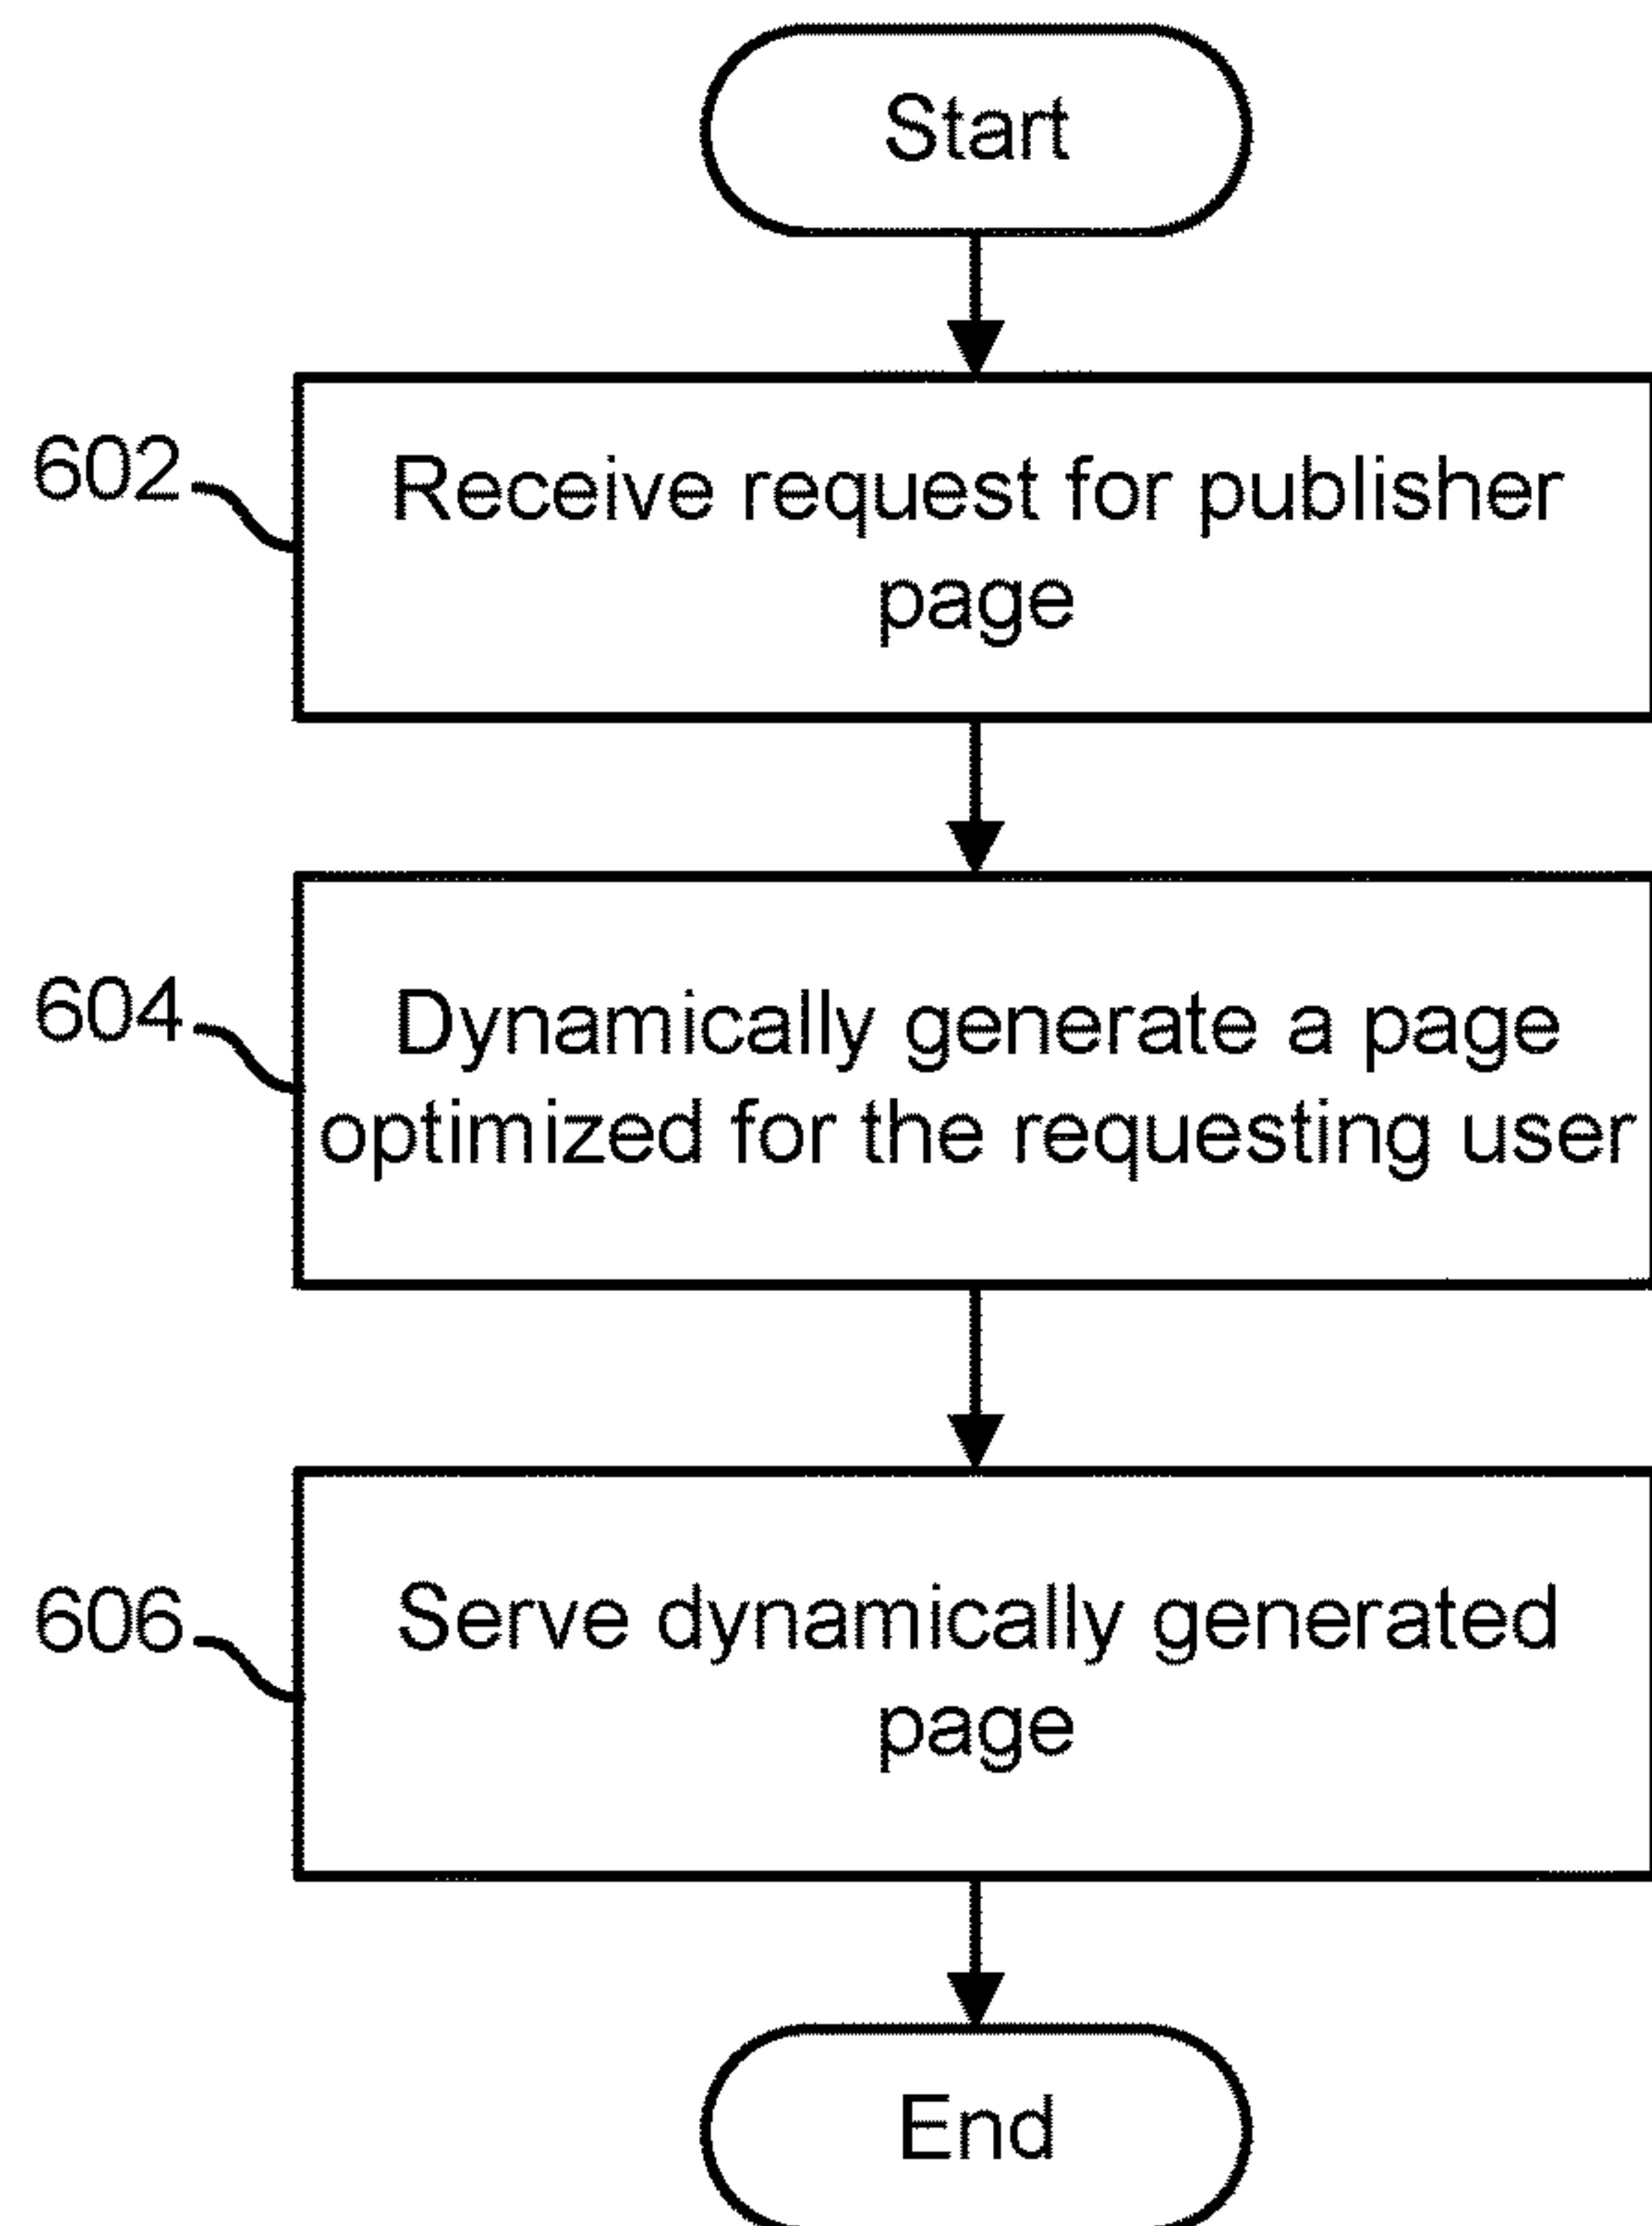 Start
602
Receive request for publisher
page
604
Dynamically generate a page
optimized for the requesting user
606
Serve dynamically generated
page
End